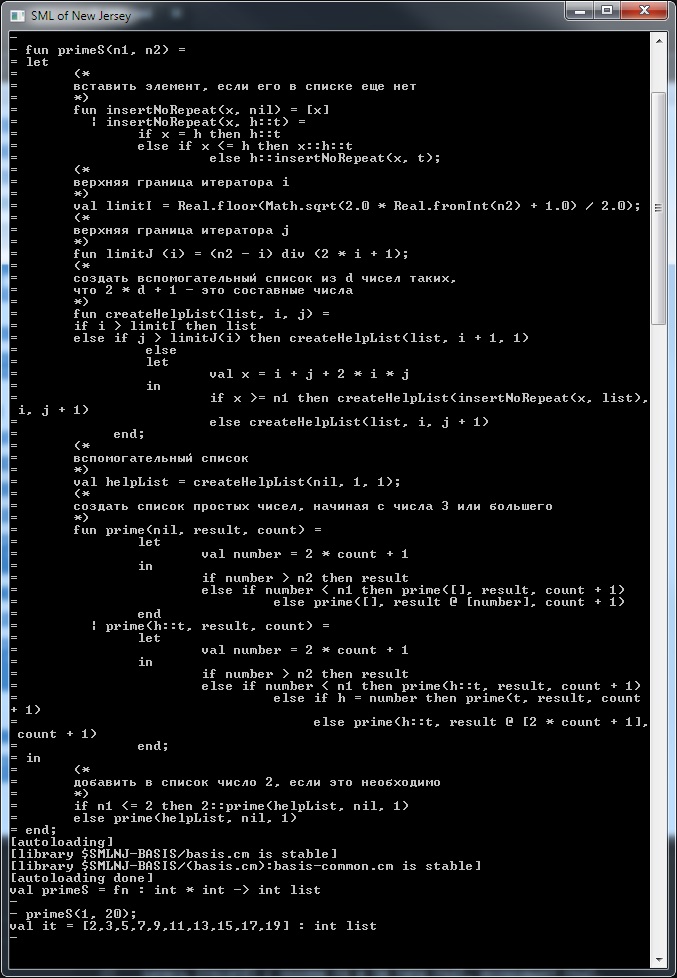 SML of New Jersey
-
- fun primeS(n1, n2) =
= let
=       (*
=       вставить элемент, если его в списке еще нет
=       *)
=       fun insertNoRepeat(x, nil) = [x]
=         | insertNoRepeat(x, h::t) =
=               if x = h then h::t
=               else if x <= h then x::h::t
=                       else h::insertNoRepeat(x, t);
=       (*
=       верхняя граница итератора i
=       *)
=       val limitI = Real.floor(Math.sqrt(2.0 * Real.fromInt(n2) + 1.0) / 2.0);
=       (*
=       верхняя граница итератора j
=       *)
=       fun limitJ (i) = (n2 - i) div (2 * i + 1);
=       (*
=       создать вспомогательный список из d чисел таких,
=       что 2 * d + 1 - это составные числа
=       *)
=       fun createHelpList(list, i, j) =
=       if i > limitI then list
=       else if j > limitJ(i) then createHelpList(list, i + 1, 1)
=                else
=                let
=                       val x = i + j + 2 * i * j
=                in
=                       if x >= n1 then createHelpList(insertNoRepeat(x, list),
 i, j + 1)
=                       else createHelpList(list, i, j + 1)
=            end;
=       (*
=       вспомогательный список
=       *)
=       val helpList = createHelpList(nil, 1, 1);
=       (*
=       создать список простых чисел, начиная с числа 3 или большего
=       *)
=       fun prime(nil, result, count) =
=               let
=                       val number = 2 * count + 1
=               in
=                       if number > n2 then result
=                       else if number < n1 then prime([], result, count + 1)
=                                else prime([], result @ [number], count + 1)
=               end
=         | prime(h::t, result, count) =
=               let
=                       val number = 2 * count + 1
=               in
=                       if number > n2 then result
=                       else if number < n1 then prime(h::t, result, count + 1)
=                                else if h = number then prime(t, result, count
+ 1)
=                                     else prime(h::t, result @ [2 * count + 1],
 count + 1)
=               end;
= in
=       (*
=       добавить в список число 2, если это необходимо
=       *)
=       if n1 <= 2 then 2::prime(helpList, nil, 1)
=       else prime(helpList, nil, 1)
= end;
[autoloading]
[library $SMLNJ-BASIS/basis.cm is stable]
[library $SMLNJ-BASIS/(basis.cm):basis-common.cm is stable]
[autoloading done]
val primeS = fn : int * int -> int list
-
- primeS(1, 20);
val it = [2,3,5,7,9,11,13,15,17,19] : int list
-